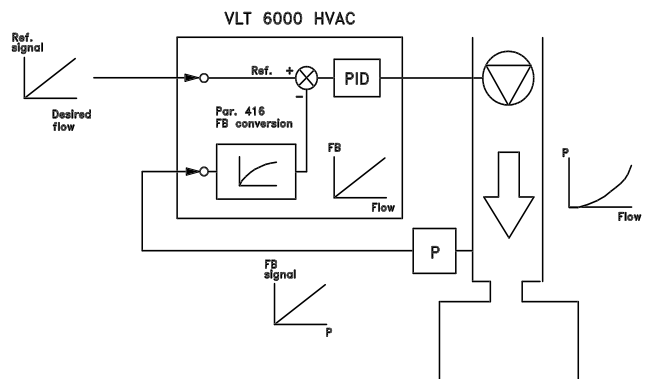 VLT 6000 HVAC
Ref.
signal
Desired
flow
Ref.
+
−
PID
Par. 416
FB conversion
FB
Flow
P
Flow
P
FB
signal
P